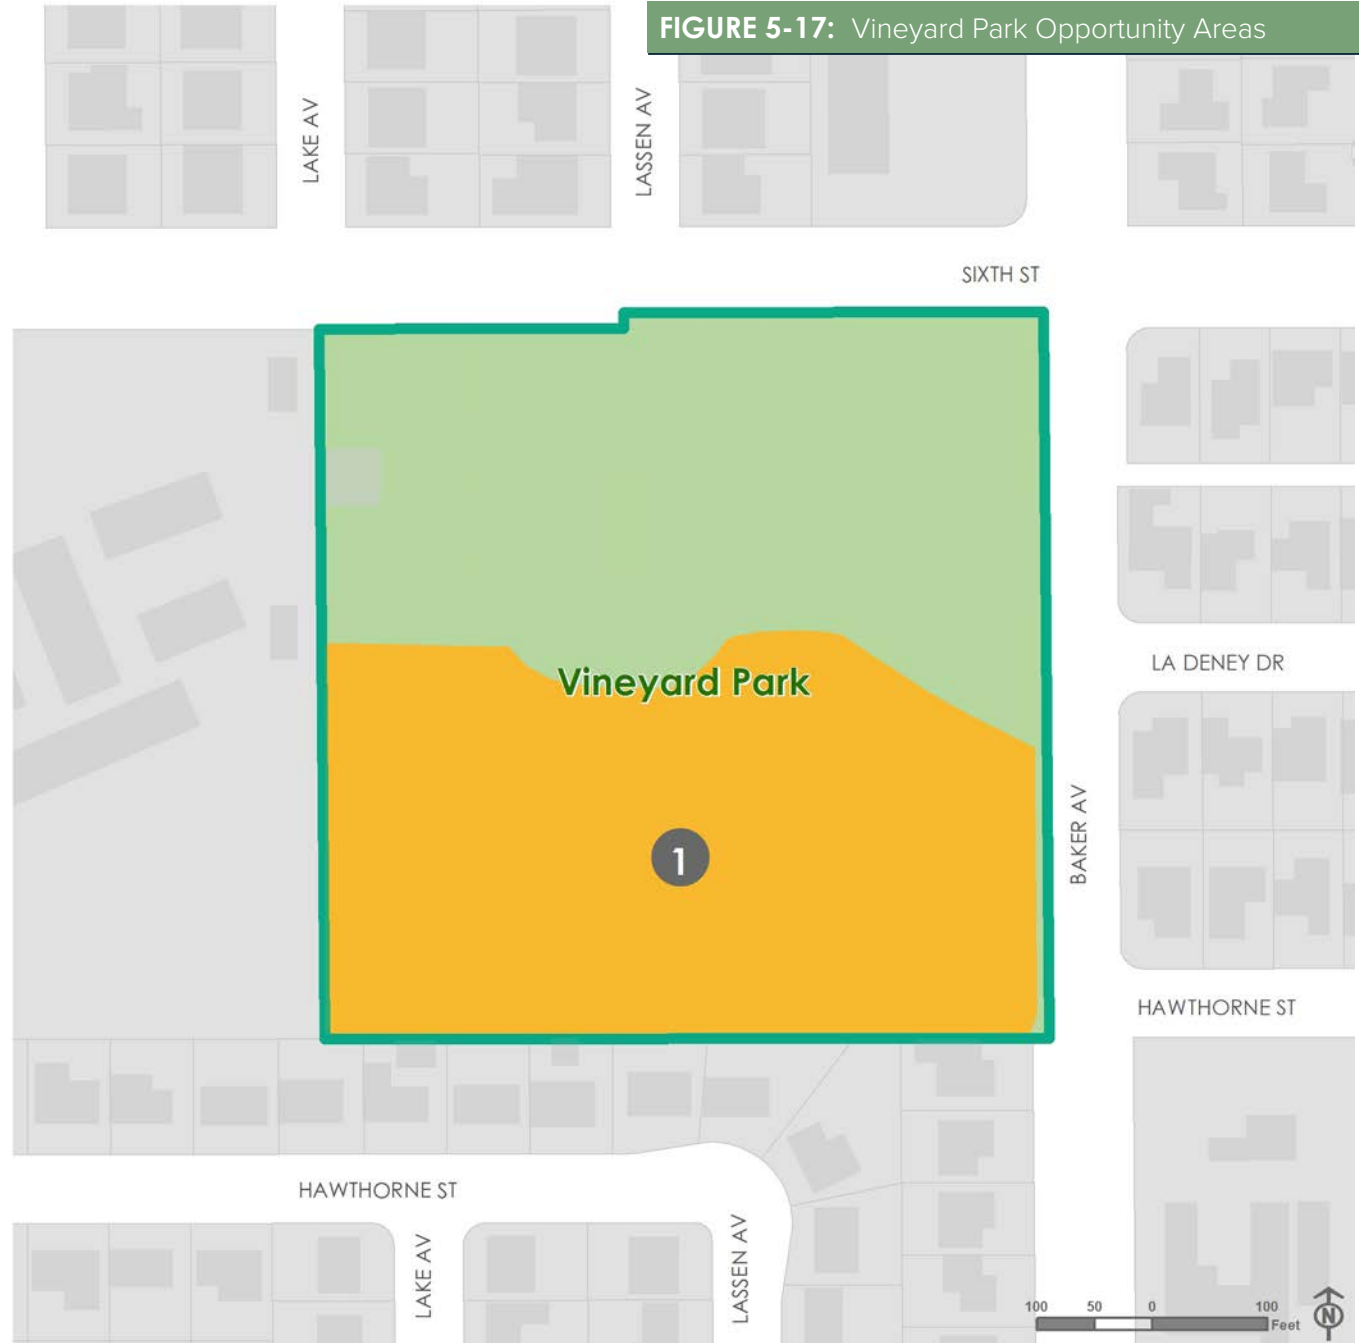 FIGURE 5-17: Vineyard Park Opportunity Areas
LAKE AV
LASSEN AV
SIXTH ST
LA DENEY DR
Vineyard Park
BAKER AV
1
HAWTHORNE ST
HAWTHORNE ST
LAKE AV
LASSEN AV
100 50 0 100
Feet
N